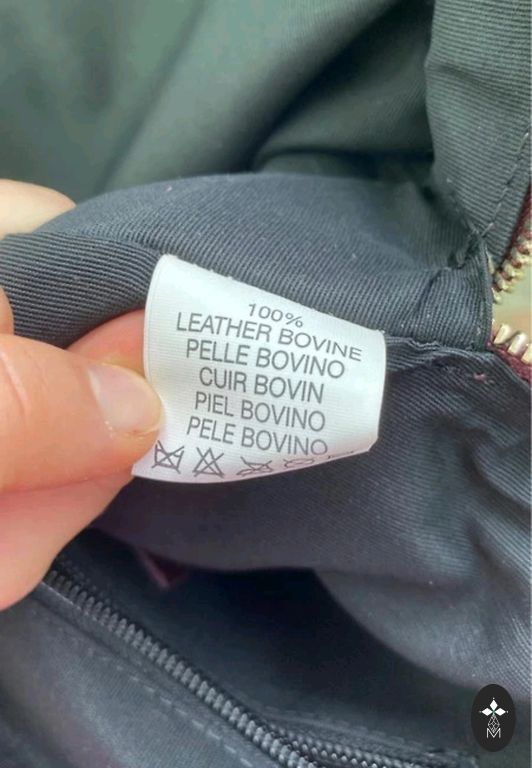 100%
LEATHER BOVINE
PELLE BOVINO
CUIR BOVIN
PIEL BOVINO
PELE BOVINO
M